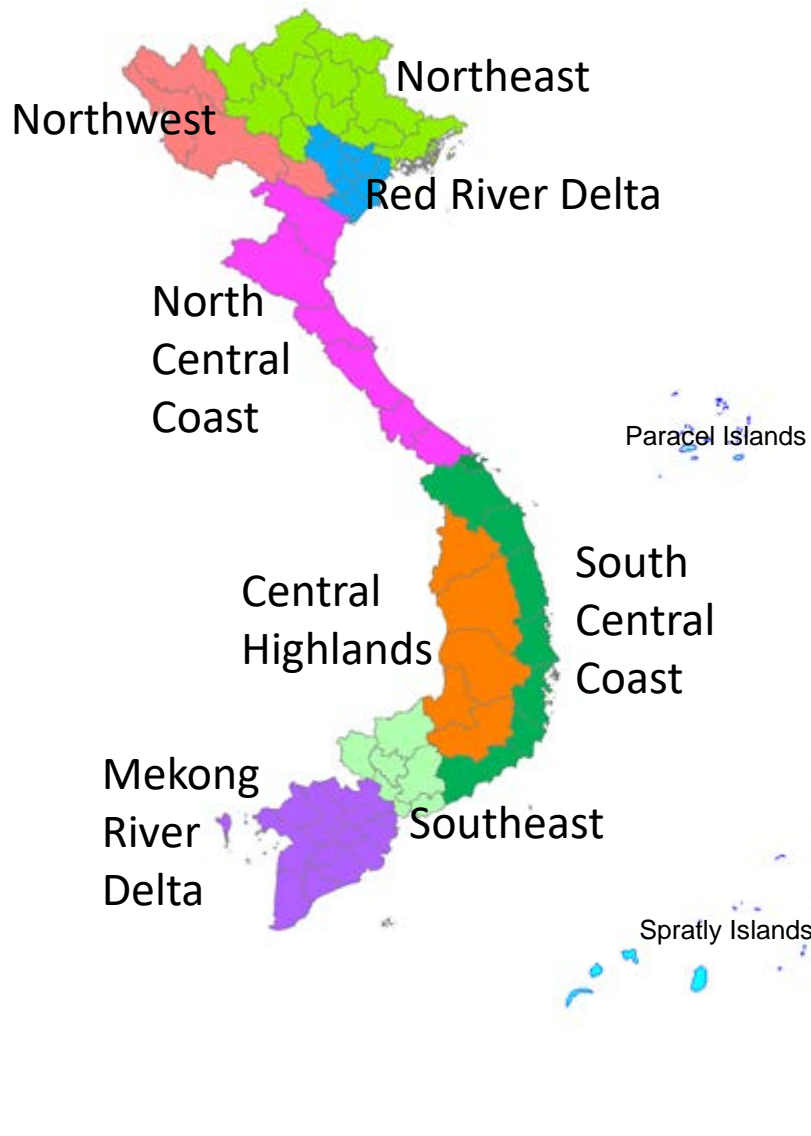 Northeast
Northwest
Red River Delta
North
Central
Coast
Paracel Islands
South
Central
Coast
Central
Highlands
Mekong
River
Delta
Southeast
Spratly Islands